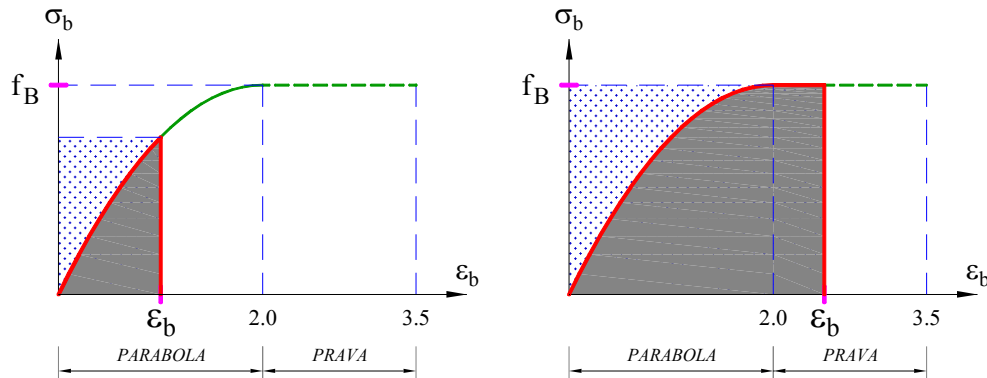 σb
fB
εb
εb
2.0
3.5
PARABOLA
PRAVA
σb
fB
εb
2.0
εb
3.5
PARABOLA
PRAVA